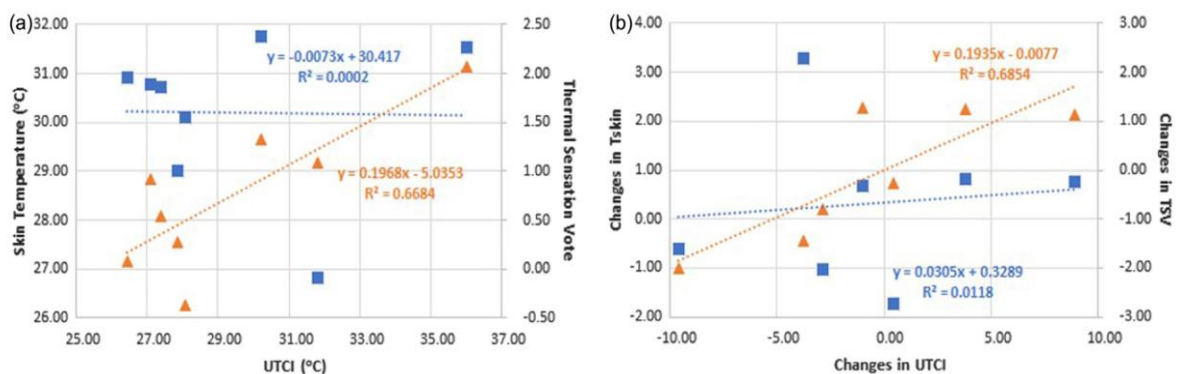 (a)
32.00
31.00
30.00
29.00
28.00
27.00
26.00
Skin Temperature (°C)
y = -0.0073x + 30.417
R² = 0.0002
y = 0.1968x - 5.0353
R² = 0.6684
2.50
2.00
1.50
1.00
0.50
0.00
-0.50
Thermal Sensation Vote
25.00 27.00 29.00 31.00 33.00 35.00 37.00
UTCI (°C)
(b)
4.00
3.00
2.00
1.00
0.00
-1.00
-2.00
Changes in Tskin
y = 0.1935x - 0.0077
R² = 0.6854
y = 0.0305x + 0.3289
R² = 0.0118
3.00
2.00
1.00
0.00
-1.00
-2.00
-3.00
Changes in TSV
-10.00 -5.00 0.00 5.00 10.00
Changes in UTCI